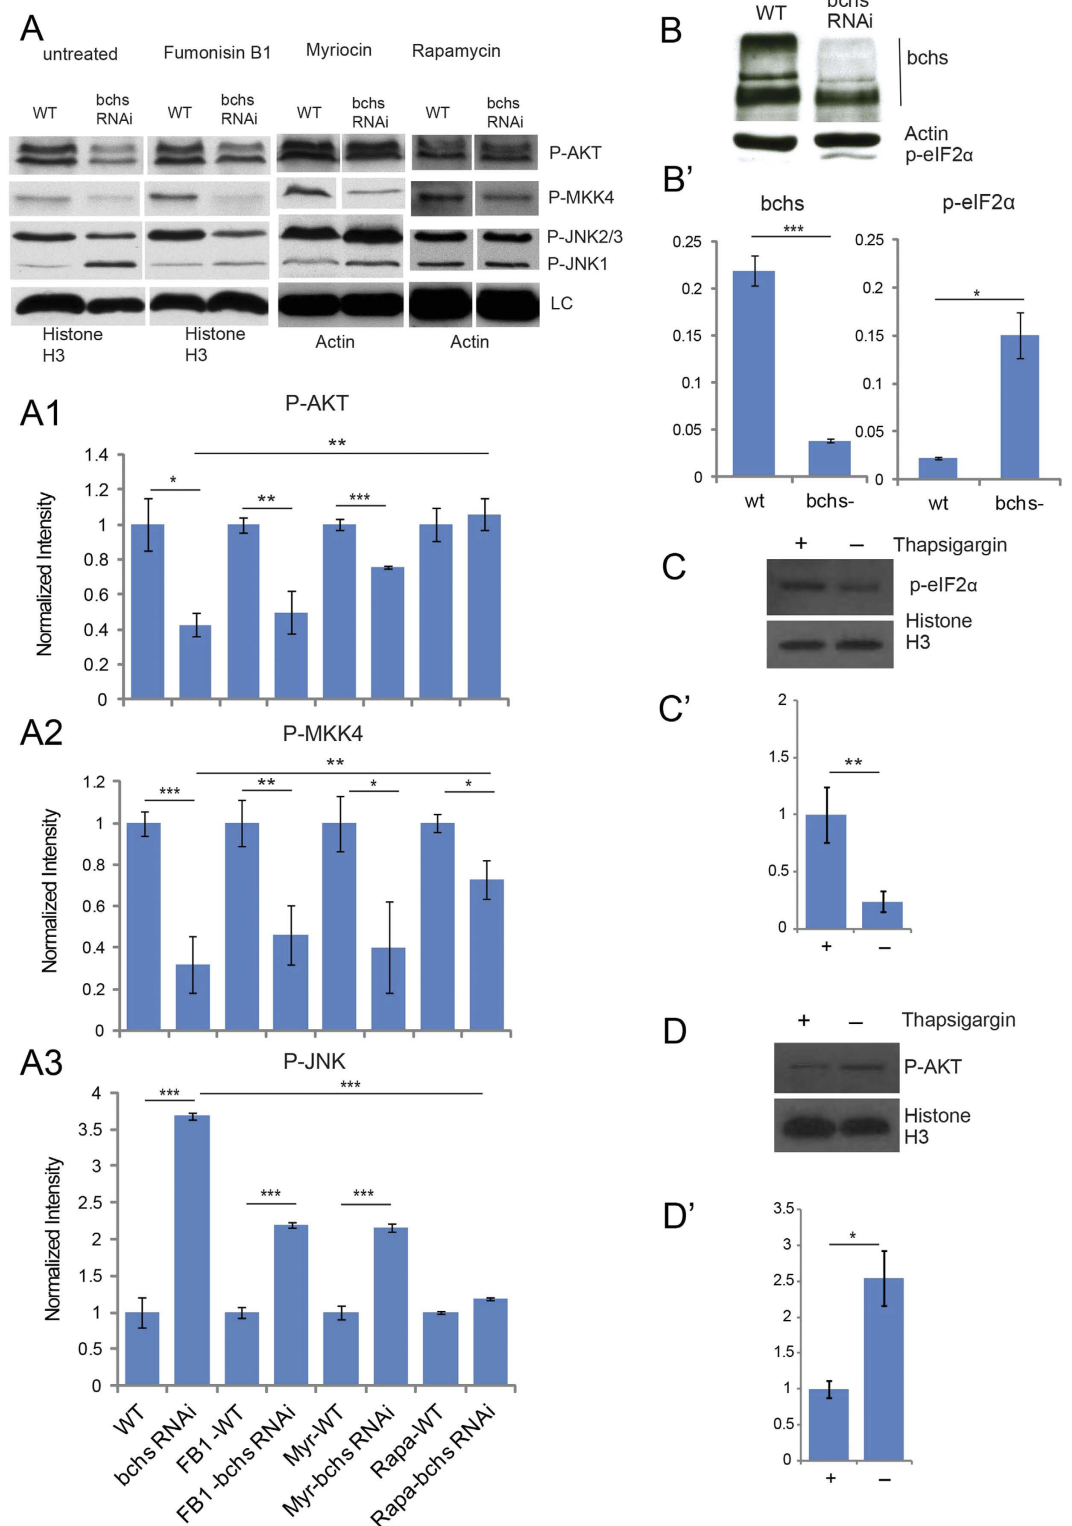 A
untreated
Fumonisin B1
Myriocin
Rapamycin
WT
bchs
RNAi
WT
bchs
RNAi
WT
bchs
RNAi
WT
bchs
RNAi
P-AKT
P-MKK4
P-JNK2/3
P-JNK1
LC
Histone
H3
Histone
H3
Actin
Actin
A1
P-AKT
Normalized Intensity
1.4
1.2
1
0.8
0.6
0.4
0.2
0
*
**
***
**
A2
P-MKK4
Normalized Intensity
1.2
1
0.8
0.6
0.4
0.2
0
***
**
*
*
**
A3
P-JNK
Normalized Intensity
4
3.5
3
2.5
2
1.5
1
0.5
0
***
***
***
***
WT
bchs RNAi
FB1-WT
FB1-bchs RNAi
Myr-WT
Myr-bchs RNAi
Rapa-WT
Rapa-bchs RNAi
B
WT
bchs
RNAi
bchs
Actin
p-eIF2α
B'
bchs
0.25
0.2
0.15
0.1
0.05
0
***
wt
bchs-
p-eIF2α
0.25
0.2
0.15
0.1
0.05
0
*
wt
bchs-
C
+ – Thapsigargin
p-eIF2α
Histone
H3
C'
2
1.5
1
0.5
0
**
+ –
D
+ – Thapsigargin
P-AKT
Histone
H3
D'
3.5
3
2.5
2
1.5
1
0.5
0
*
+ –